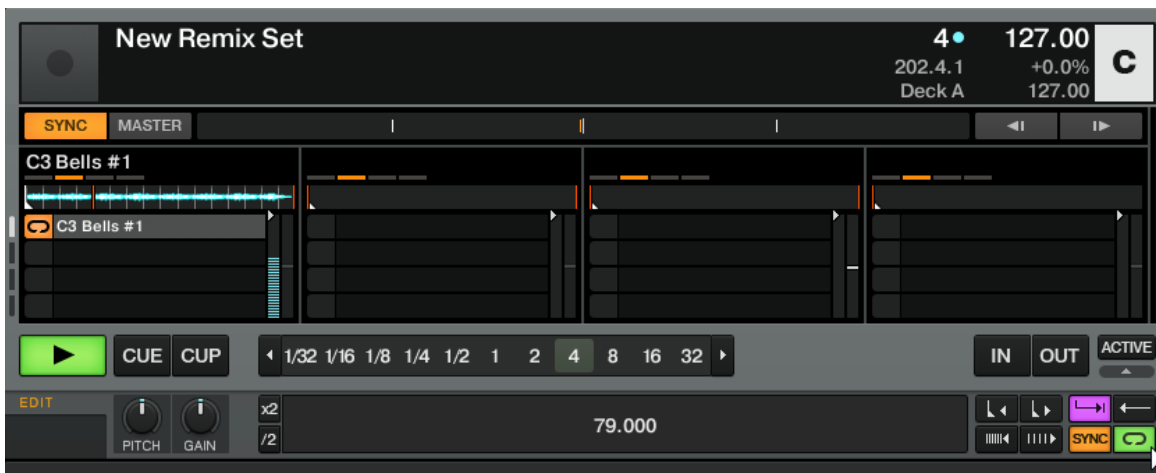 New Remix Set
4 127.00
202.4.1 +0.0%
Deck A 127.00
C
SYNC MASTER
C3 Bells #1
C3 Bells #1
CUE CUP 1/32 1/16 1/8 1/4 1/2 1 2 4 8 16 32 IN OUT ACTIVE
EDIT
x2
/2
79.000
PITCH GAIN
SYNC